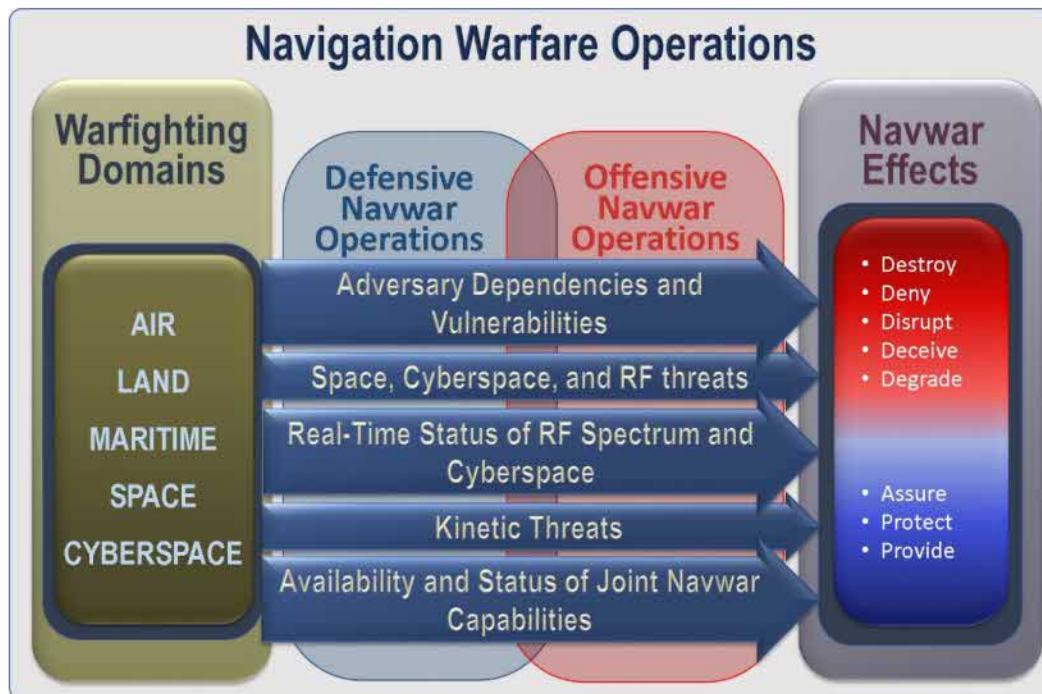 Navigation Warfare Operations
Warfighting
Domains
AIR
LAND
MARITIME
SPACE
CYBERSPACE
Defensive
Navwar
Operations
Offensive
Navwar
Operations
Adversary Dependencies and
Vulnerabilities
Space, Cyberspace, and RF threats
Real-Time Status of RF Spectrum and
Cyberspace
Kinetic Threats
Availability and Status of Joint Navwar
Capabilities
Navwar
Effects
• Destroy
• Deny
• Disrupt
• Deceive
• Degrade
• Assure
• Protect
• Provide